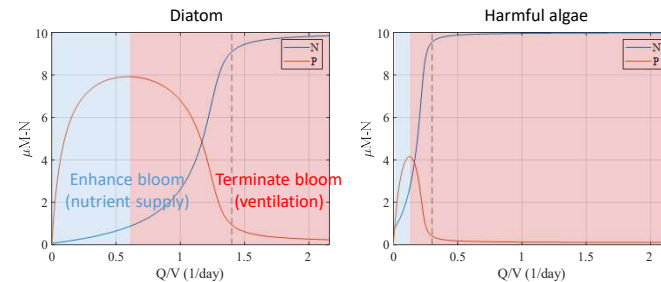 Diatom
10
8
6
4
2
0
μM-N
N
P
Enhance bloom
(nutrient supply)
Terminate bloom
(ventilation)
0
0.5
1
1.5
2
Q/V (1/day)
Harmful algae
10
8
6
4
2
0
μM-N
N
P
0
0.5
1
1.5
2
Q/V (1/day)